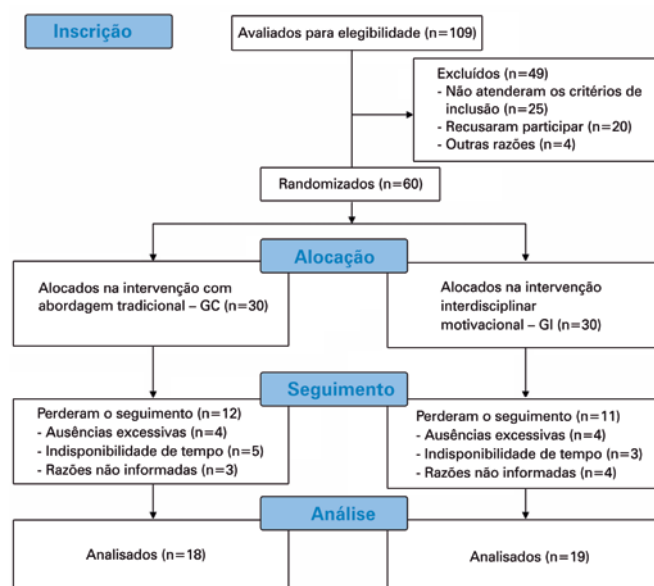 Inscrição
Avaliados para elegibilidade (n=109)
Excluídos (n=49)
- Não atenderam os critérios de
inclusão (n=25)
- Recusaram participar (n=20)
- Outras razões (n=4)
Randomizados (n=60)
Alocação
Alocados na intervenção com
abordagem tradicional – GC (n=30)
Alocados na intervenção
interdisciplinar
motivacional – GI (n=30)
Seguimento
Perderam o seguimento (n=12)
- Ausências excessivas (n=4)
- Indisponibilidade de tempo (n=5)
- Razões não informadas (n=3)
Perderam o seguimento (n=11)
- Ausências excessivas (n=4)
- Indisponibilidade de tempo (n=3)
- Razões não informadas (n=4)
Análise
Analisados (n=18)
Analisados (n=19)